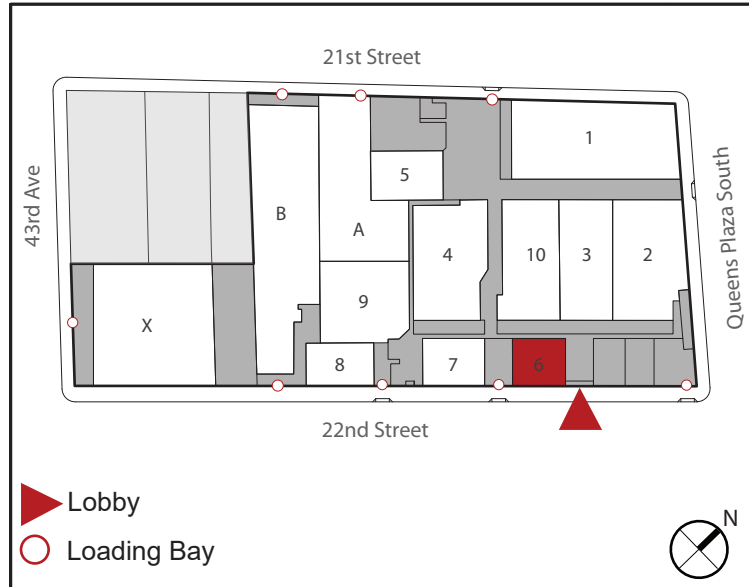 21st Street
43rd Ave
Queens Plaza South
1
5
B
A
4
10
3
2
9
X
8
7
6
22nd Street
Lobby
Loading Bay
N